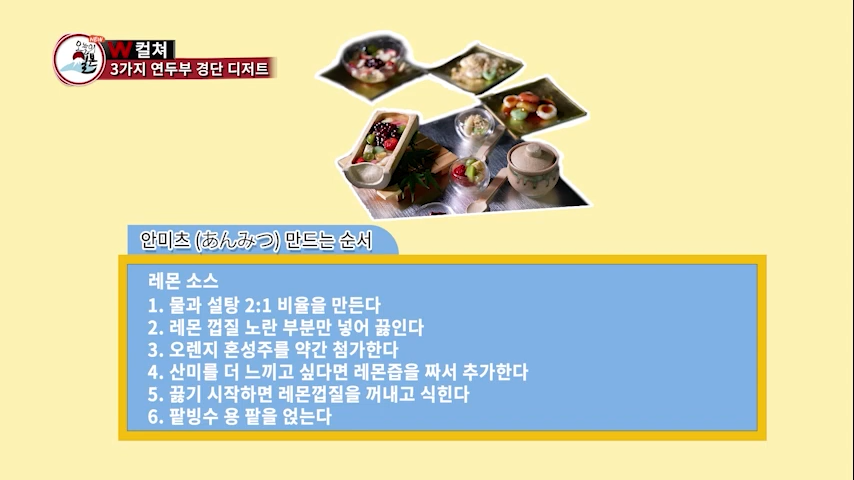 NEW
오늘의
일본
W 컬쳐
3가지 연두부 경단 디저트
안미츠 (あんみつ) 만드는 순서
레몬 소스
1. 물과 설탕 2:1 비율을 만든다
2. 레몬 껍질 노란 부분만 넣어 끓인다
3. 오렌지 혼성주를 약간 첨가한다
4. 산미를 더 느끼고 싶다면 레몬즙을 짜서 추가한다
5. 끓기 시작하면 레몬껍질을 꺼내고 식힌다
6. 팥빙수 용 팥을 얹는다